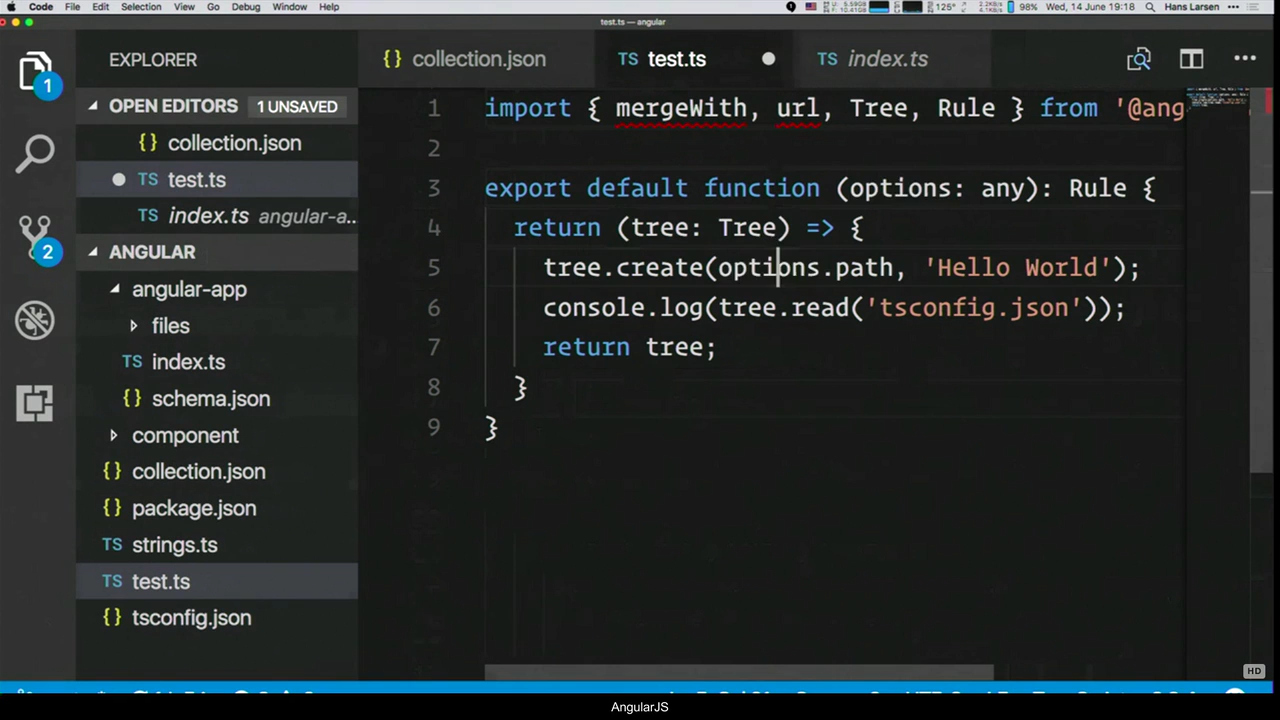 Code File Edit Selection View Go Debug Window Help
98% Wed, 14 June 19:18 Hans Larsen
test.ts — angular
EXPLORER
{} collection.json
TS test.ts
TS index.ts
1
OPEN EDITORS 1 UNSAVED
{} collection.json
TS test.ts
TS index.ts angular-a...
2
ANGULAR
angular-app
files
TS index.ts
{} schema.json
component
{} collection.json
{} package.json
TS strings.ts
TS test.ts
{} tsconfig.json
1 import { mergeWith, url, Tree, Rule } from '@ang
2
3 export default function (options: any): Rule {
4 return (tree: Tree) => {
5 tree.create(options.path, 'Hello World');
6 console.log(tree.read('tsconfig.json'));
7 return tree;
8 }
9 }
HD
AngularJS